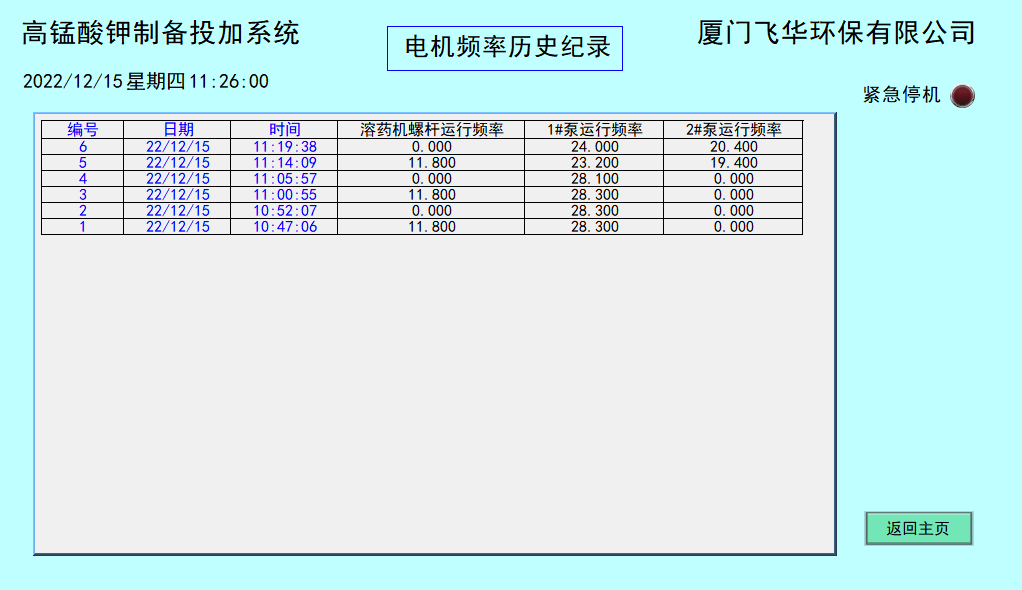 高锰酸钾制备投加系统
电机频率历史纪录
厦门飞华环保有限公司
2022/12/15 星期四 11:26:00
紧急停机
编号 日期 时间 溶药机螺杆运行频率 1#泵运行频率 2#泵运行频率
6 22/12/15 11:19:38 0.000 24.000 20.400
5 22/12/15 11:14:09 11.800 23.200 19.400
4 22/12/15 11:05:57 0.000 28.100 0.000
3 22/12/15 11:00:55 11.800 28.300 0.000
2 22/12/15 10:52:07 0.000 28.300 0.000
1 22/12/15 10:47:06 11.800 28.300 0.000
返回主页